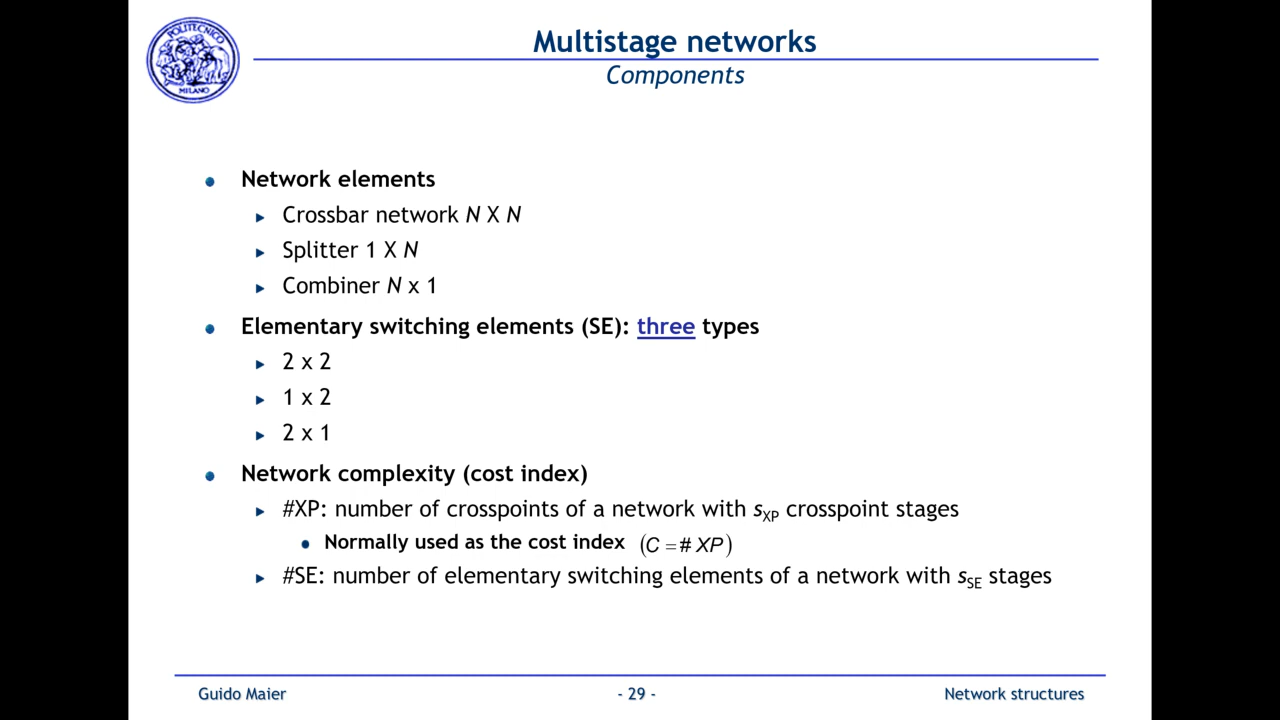 POLITECNICO
MILANO
Multistage networks
Components
Network elements
Crossbar network N X N
Splitter 1 X N
Combiner N x 1
Elementary switching elements (SE): three types
2 x 2
1 x 2
2 x 1
Network complexity (cost index)
#XP: number of crosspoints of a network with sXP crosspoint stages
Normally used as the cost index (C = # XP)
#SE: number of elementary switching elements of a network with sSE stages
Guido Maier
- 29 -
Network structures